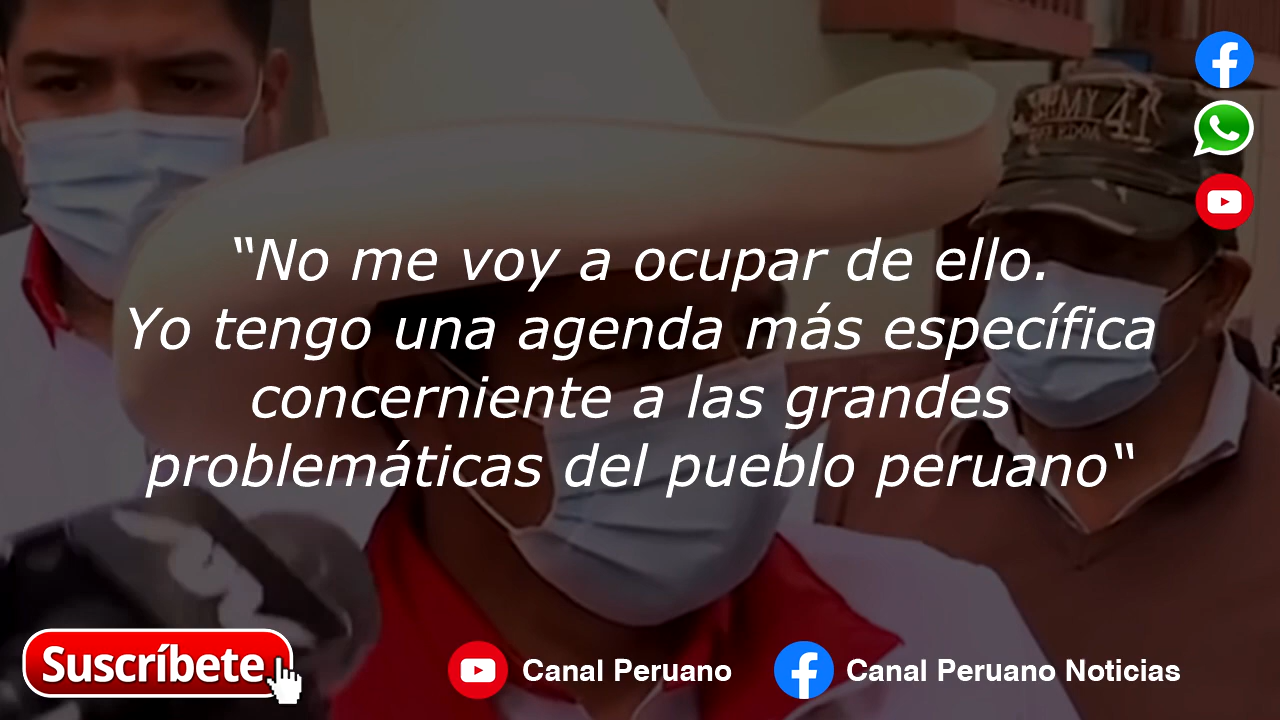 “No me voy a ocupar de ello.
Yo tengo una agenda más específica
concerniente a las grandes
problemáticas del pueblo peruano“
41
Suscríbete
Canal Peruano
Canal Peruano Noticias